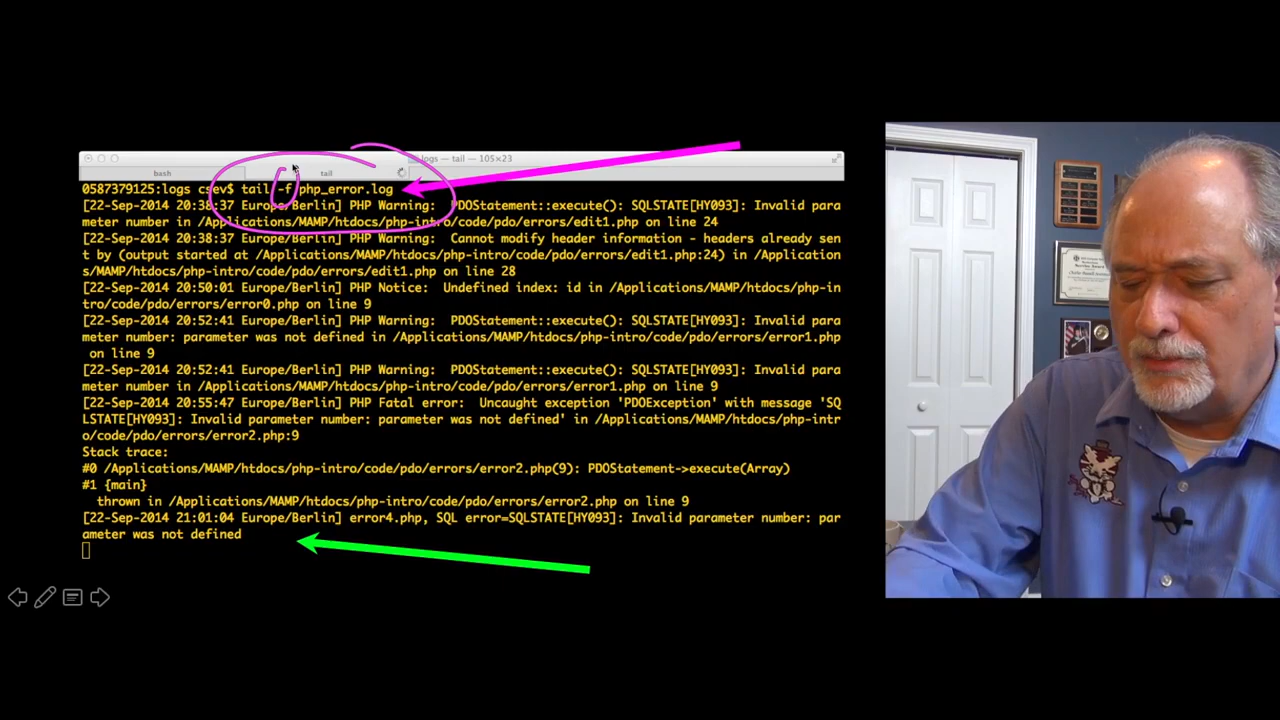 logs — tail — 105×23
bash
tail
0587379125:logs csev$ tail -f php_error.log
[22-Sep-2014 20:38:37 Europe/Berlin] PHP Warning:  PDOStatement::execute(): SQLSTATE[HY093]: Invalid para
meter number in /Applications/MAMP/htdocs/php-intro/code/pdo/errors/edit1.php on line 24
[22-Sep-2014 20:38:37 Europe/Berlin] PHP Warning:  Cannot modify header information - headers already sen
t by (output started at /Applications/MAMP/htdocs/php-intro/code/pdo/errors/edit1.php:24) in /Application
s/MAMP/htdocs/php-intro/code/pdo/errors/edit1.php on line 28
[22-Sep-2014 20:50:01 Europe/Berlin] PHP Notice:  Undefined index: id in /Applications/MAMP/htdocs/php-in
tro/code/pdo/errors/error0.php on line 9
[22-Sep-2014 20:52:41 Europe/Berlin] PHP Warning:  PDOStatement::execute(): SQLSTATE[HY093]: Invalid para
meter number: parameter was not defined in /Applications/MAMP/htdocs/php-intro/code/pdo/errors/error1.php
 on line 9
[22-Sep-2014 20:52:41 Europe/Berlin] PHP Warning:  PDOStatement::execute(): SQLSTATE[HY093]: Invalid para
meter number in /Applications/MAMP/htdocs/php-intro/code/pdo/errors/error1.php on line 9
[22-Sep-2014 20:55:47 Europe/Berlin] PHP Fatal error:  Uncaught exception 'PDOException' with message 'SQ
LSTATE[HY093]: Invalid parameter number: parameter was not defined' in /Applications/MAMP/htdocs/php-intr
o/code/pdo/errors/error2.php:9
Stack trace:
#0 /Applications/MAMP/htdocs/php-intro/code/pdo/errors/error2.php(9): PDOStatement->execute(Array)
#1 {main}
  thrown in /Applications/MAMP/htdocs/php-intro/code/pdo/errors/error2.php on line 9
[22-Sep-2014 21:01:04 Europe/Berlin] error4.php, SQL error=SQLSTATE[HY093]: Invalid parameter number: par
ameter was not defined